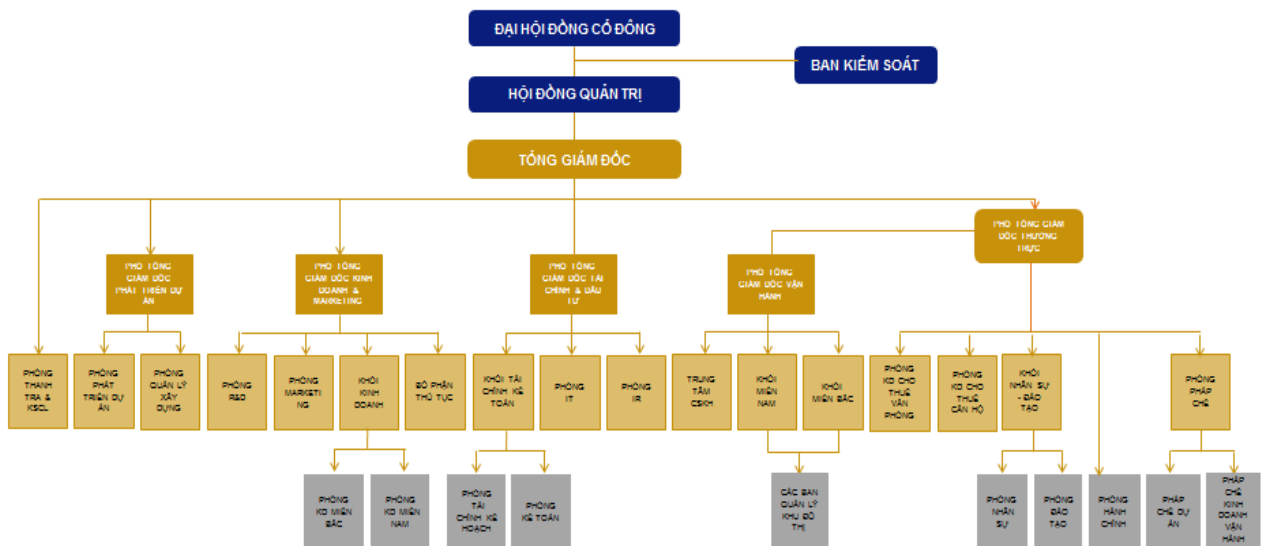 ĐẠI HỘI ĐỒNG CỔ ĐÔNG
BAN KIỂM SOÁT
HỘI ĐỒNG QUẢN TRỊ
TỔNG GIÁM ĐỐC
PHÓ TỔNG GIÁM
ĐỐC THƯỜNG
TRỰC
PHÓ TỔNG
GIÁM ĐỐC
PHÁT TRIỂN DỰ
ÁN
PHÓ TỔNG
GIÁM ĐỐC KINH
DOANH &
MARKETING
PHÓ TỔNG
GIÁM ĐỐC TÀI
CHÍNH & ĐẦU
TƯ
PHÓ TỔNG
GIÁM ĐỐC VẬN
HÀNH
PHÒNG
THANH
TRA &
KSCL
PHÒNG
PHÁT
TRIỂN DỰ
ÁN
PHÒNG
QUẢN LÝ
XÂY
DỰNG
PHÒNG
R&D
PHÒNG
MARKETI
NG
KHỐI
KINH
DOANH
BỘ PHẬN
THỦ TỤC
KHỐI TÀI
CHÍNH KẾ
TOÁN
PHÒNG
IT
PHÒNG
IR
TRUNG
TÂM
CSKH
KHỐI
MIỀN
NAM
KHỐI
MIỀN BẮC
PHÒNG
KD CHO
THUÊ
VĂN
PHÒNG
PHÒNG
KD CHO
THUÊ
CĂN HỘ
KHỐI
NHÂN SỰ
- ĐÀO
TẠO
PHÒNG
PHÁP
CHẾ
PHÒNG
KD MIỀN
BẮC
PHÒNG
KD MIỀN
NAM
PHÒNG
TÀI
CHÍNH KẾ
HOẠCH
PHÒNG
KẾ TOÁN
CÁC BAN
QUẢN LÝ
KHU ĐÔ
THỊ
PHÒNG
NHÂN
SỰ
PHÒNG
ĐÀO
TẠO
PHÒNG
HÀNH
CHÍNH
PHÁP
CHẾ DỰ
ÁN
PHÁP
CHẾ
KINH
DOANH
VẬN
HÀNH